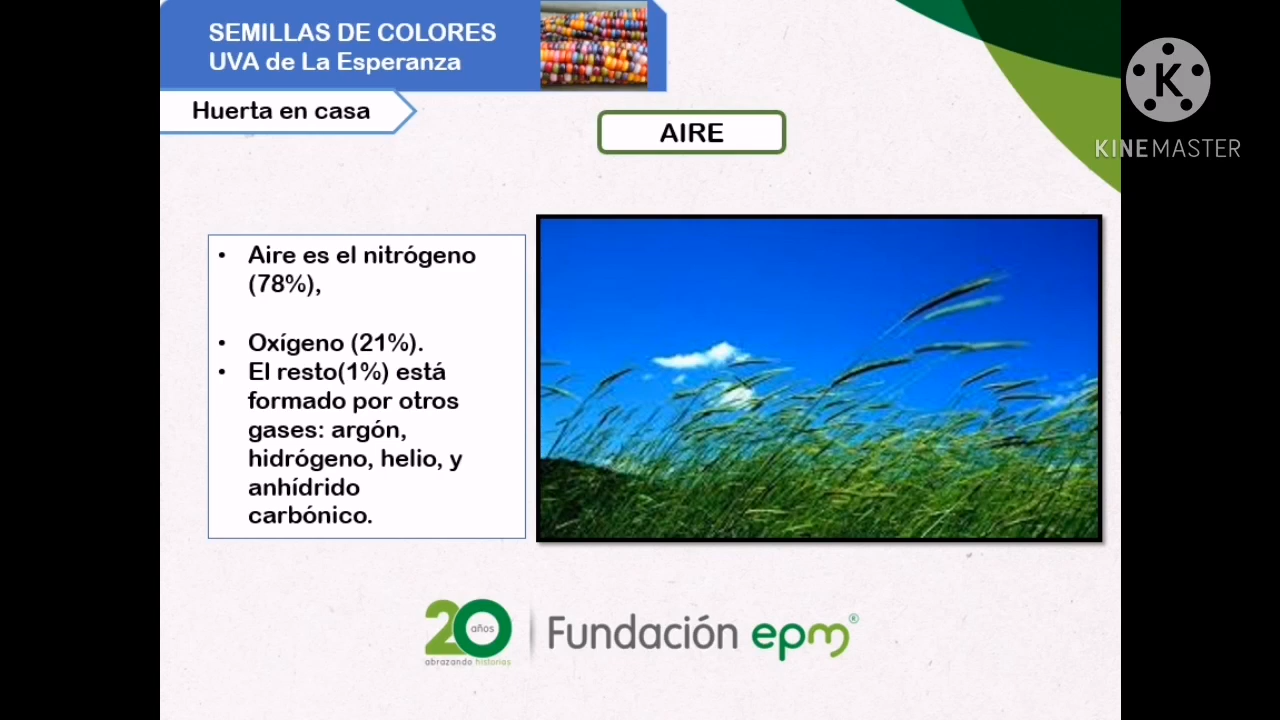 SEMILLAS DE COLORES
UVA de La Esperanza
Huerta en casa
AIRE
KINEMASTER
• Aire es el nitrógeno
(78%),
• Oxígeno (21%).
• El resto(1%) está
formado por otros
gases: argón,
hidrógeno, helio, y
anhídrido
carbónico.
20 años
abrazando historias
Fundación epm®